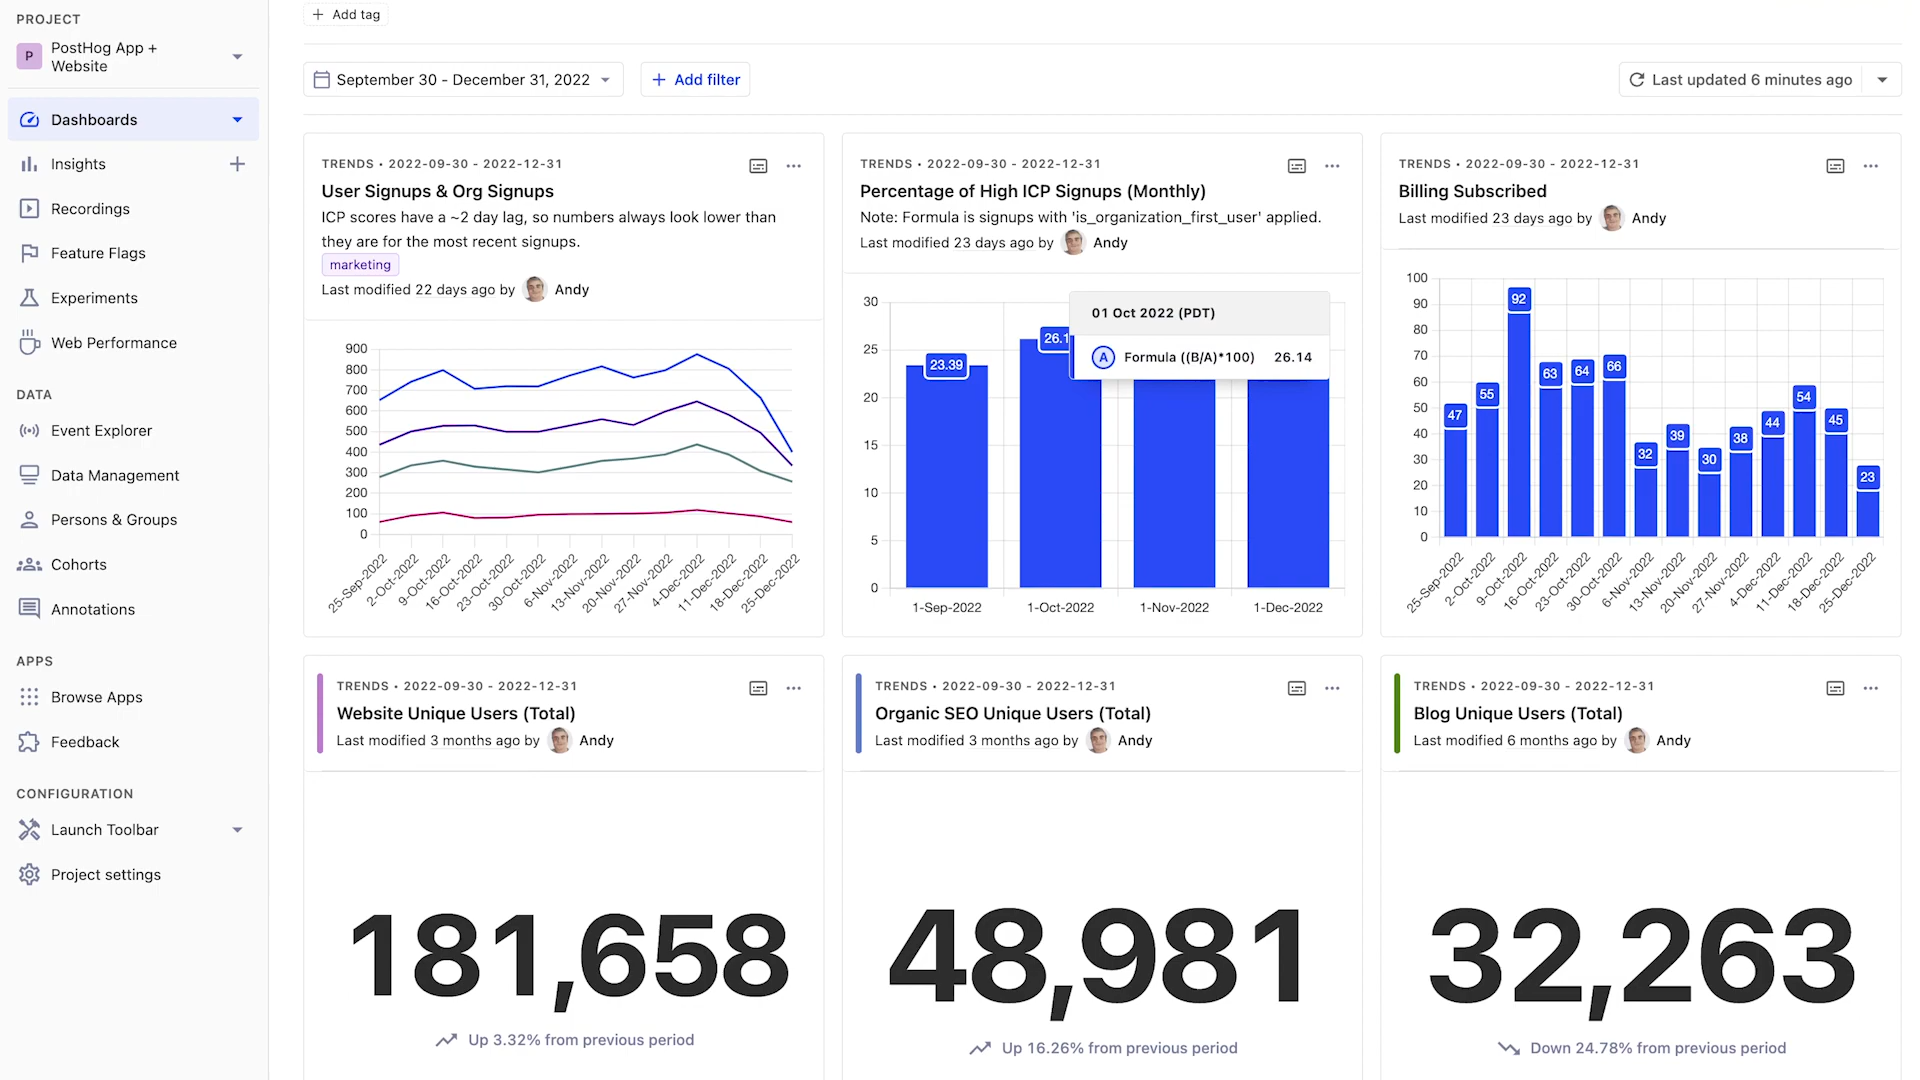 PROJECT
P
PostHog App +
Website
Dashboards
Insights
Recordings
Feature Flags
Experiments
Web Performance
DATA
Event Explorer
Data Management
Persons & Groups
Cohorts
Annotations
APPS
Browse Apps
Feedback
CONFIGURATION
Launch Toolbar
Project settings
+ Add tag
September 30 - December 31, 2022
+ Add filter
Last updated 6 minutes ago
TRENDS • 2022-09-30 - 2022-12-31
User Signups & Org Signups
ICP scores have a ~2 day lag, so numbers always look lower than
they are for the most recent signups.
marketing
Last modified 22 days ago by Andy
900
800
700
600
500
400
300
200
100
0
25-Sep-2022
2-Oct-2022
9-Oct-2022
16-Oct-2022
23-Oct-2022
30-Oct-2022
6-Nov-2022
13-Nov-2022
20-Nov-2022
27-Nov-2022
4-Dec-2022
11-Dec-2022
18-Dec-2022
25-Dec-2022
TRENDS • 2022-09-30 - 2022-12-31
Percentage of High ICP Signups (Monthly)
Note: Formula is signups with 'is_organization_first_user' applied.
Last modified 23 days ago by Andy
30
25
20
15
10
5
0
23.39
26.1
01 Oct 2022 (PDT)
A Formula ((B/A)*100) 26.14
1-Sep-2022
1-Oct-2022
1-Nov-2022
1-Dec-2022
TRENDS • 2022-09-30 - 2022-12-31
Billing Subscribed
Last modified 23 days ago by Andy
100
90
80
70
60
50
40
30
20
10
0
47
55
92
63
64
66
32
39
30
38
44
54
45
23
25-Sep-2022
2-Oct-2022
9-Oct-2022
16-Oct-2022
23-Oct-2022
30-Oct-2022
6-Nov-2022
13-Nov-2022
20-Nov-2022
27-Nov-2022
4-Dec-2022
11-Dec-2022
18-Dec-2022
25-Dec-2022
TRENDS • 2022-09-30 - 2022-12-31
Website Unique Users (Total)
Last modified 3 months ago by Andy
181,658
Up 3.32% from previous period
TRENDS • 2022-09-30 - 2022-12-31
Organic SEO Unique Users (Total)
Last modified 3 months ago by Andy
48,981
Up 16.26% from previous period
TRENDS • 2022-09-30 - 2022-12-31
Blog Unique Users (Total)
Last modified 6 months ago by Andy
32,263
Down 24.78% from previous period